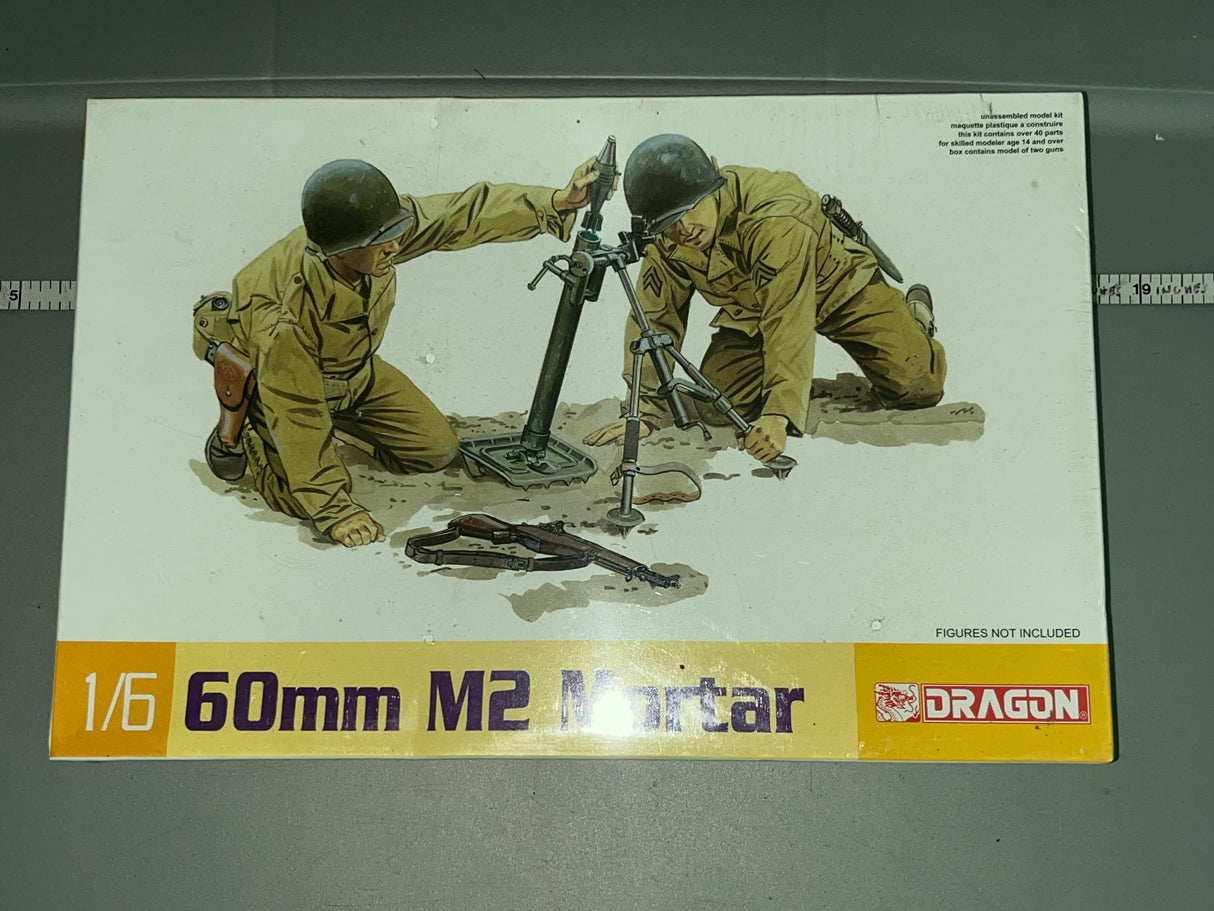 unassembled model kit
maquette plastique a construire
this kit contains over 40 parts
for skilled modeler age 14 and over
box contains model of two guns
5
19 INCHES
FIGURES NOT INCLUDED
1/6 60mm M2 Mortar
DRAGON®